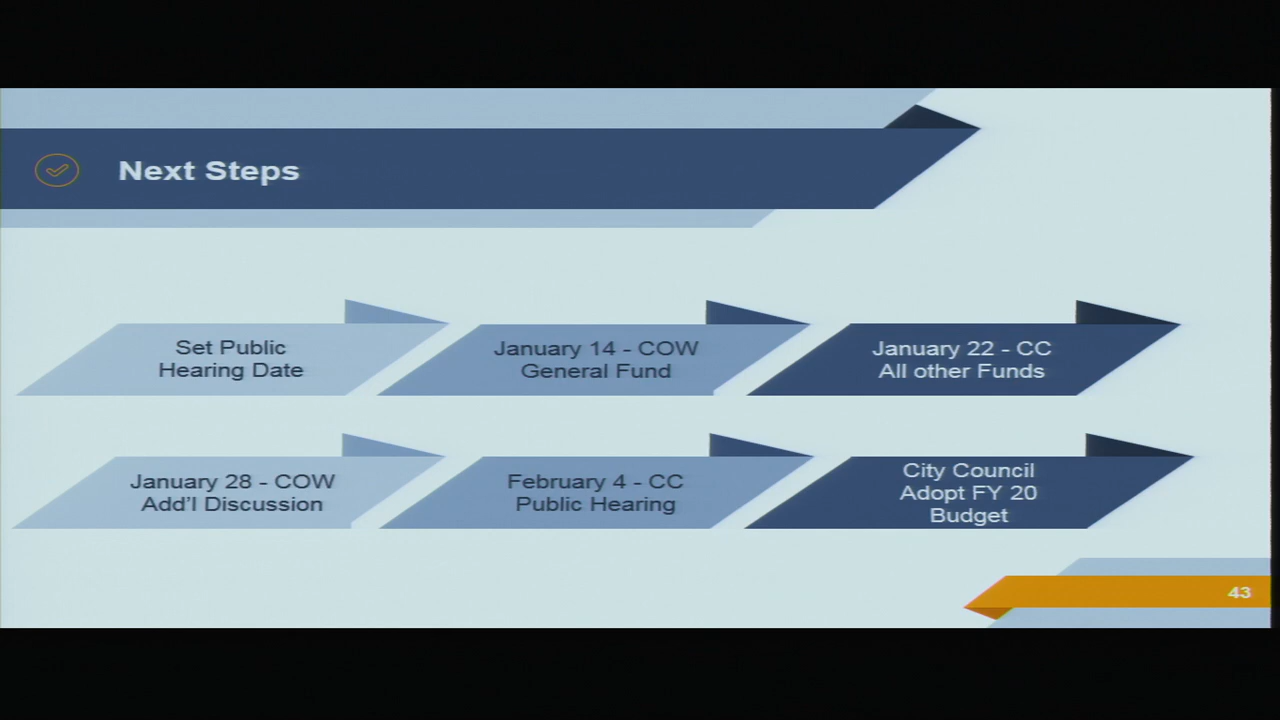 Next Steps
Set Public
Hearing Date
January 14 - COW
General Fund
January 22 - CC
All other Funds
January 28 - COW
Add'l Discussion
February 4 - CC
Public Hearing
City Council
Adopt FY 20
Budget
43